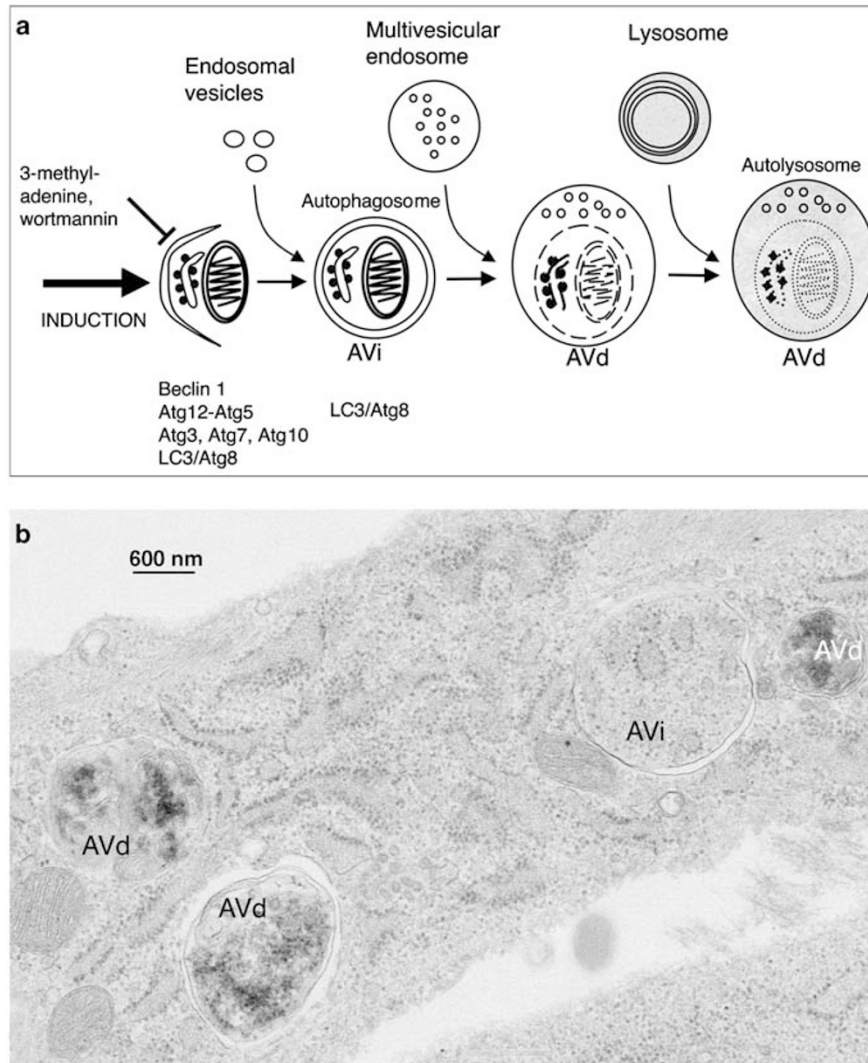 a
Endosomal
vesicles
Multivesicular
endosome
Lysosome
3-methyl-
adenine,
wortmannin
Autophagosome
Autolysosome
INDUCTION
AVi
AVd
AVd
Beclin 1
Atg12-Atg5
Atg3, Atg7, Atg10
LC3/Atg8
LC3/Atg8
b
600 nm
AVd
AVi
AVd
AVd